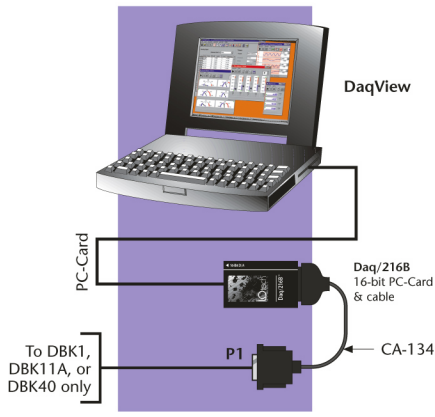 DaqView
PC-Card
Daq/216B
16-bit PC-Card
& cable
IOtech
Daq/216B
To DBK1,
DBK11A, or
DBK40 only
P1
CA-134